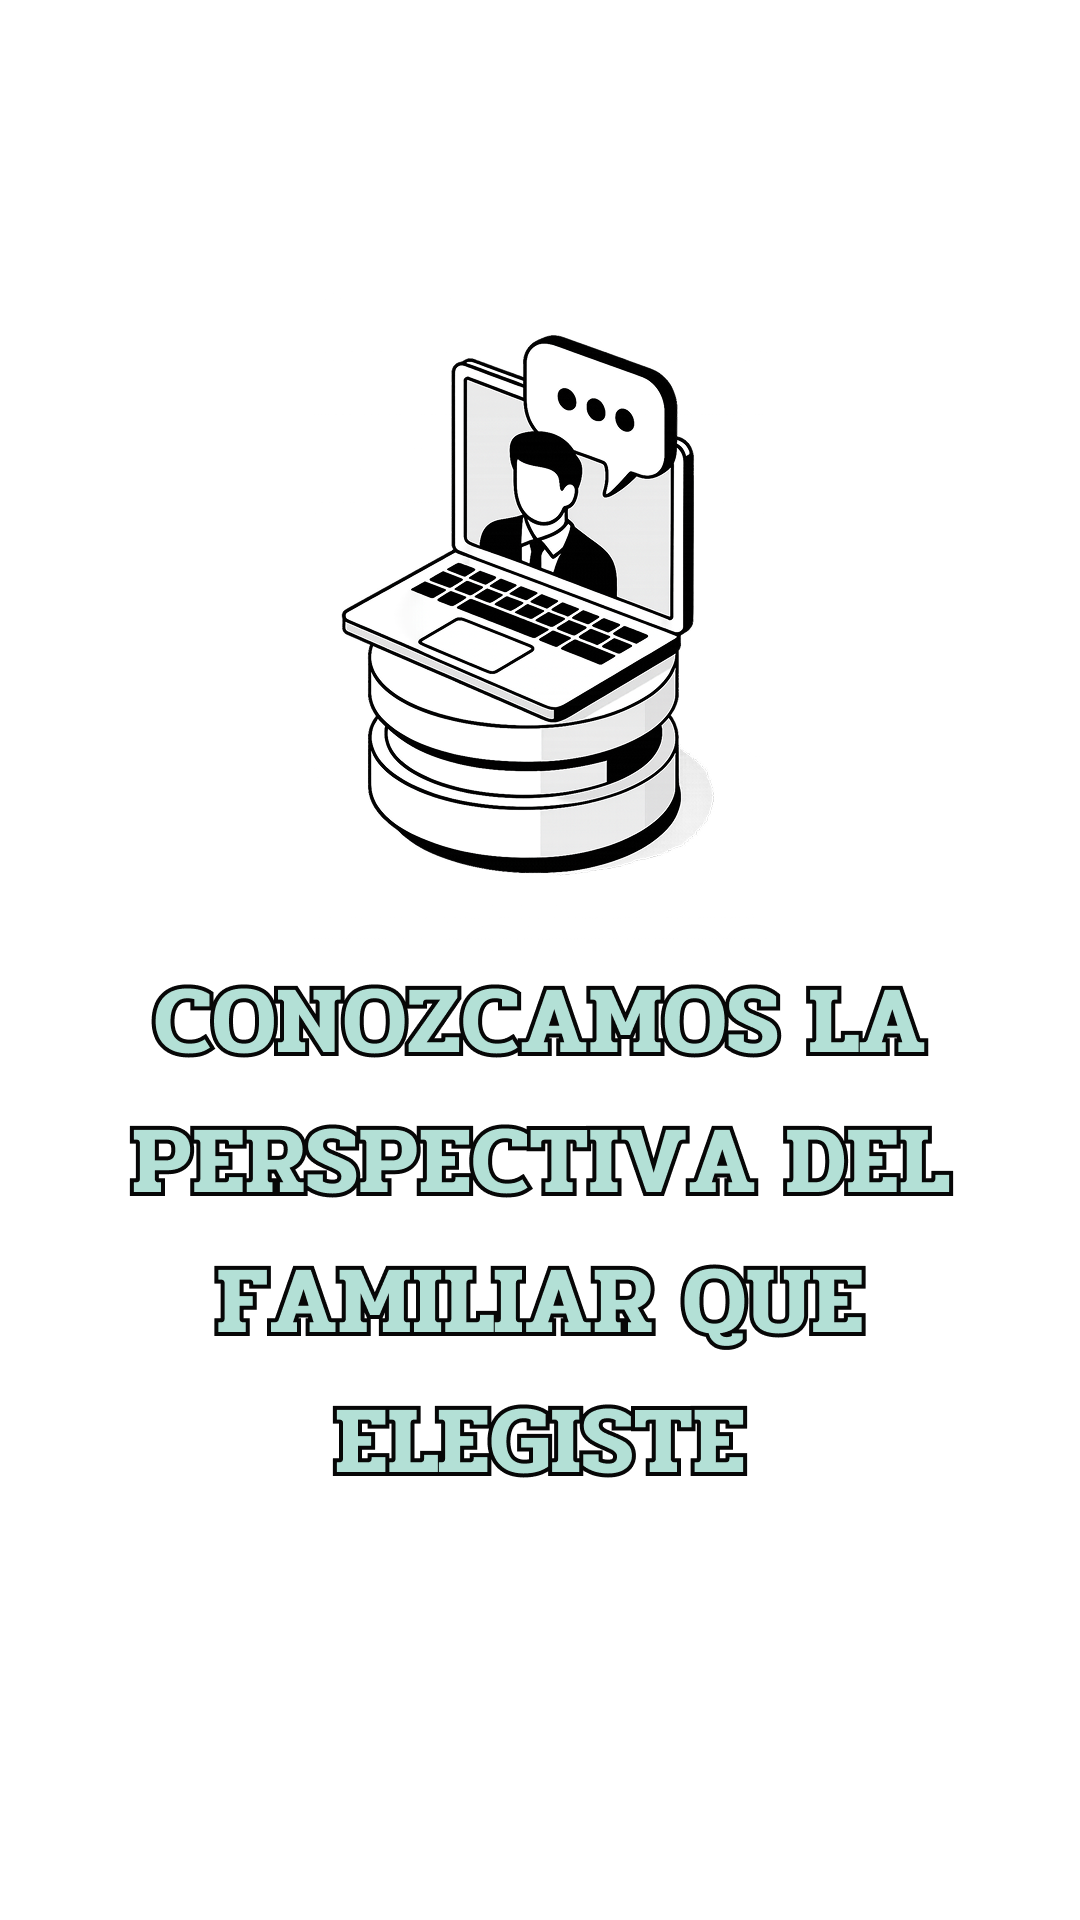 CONOZCAMOS LA
PERSPECTIVA DEL
FAMILIAR QUE
ELEGISTE